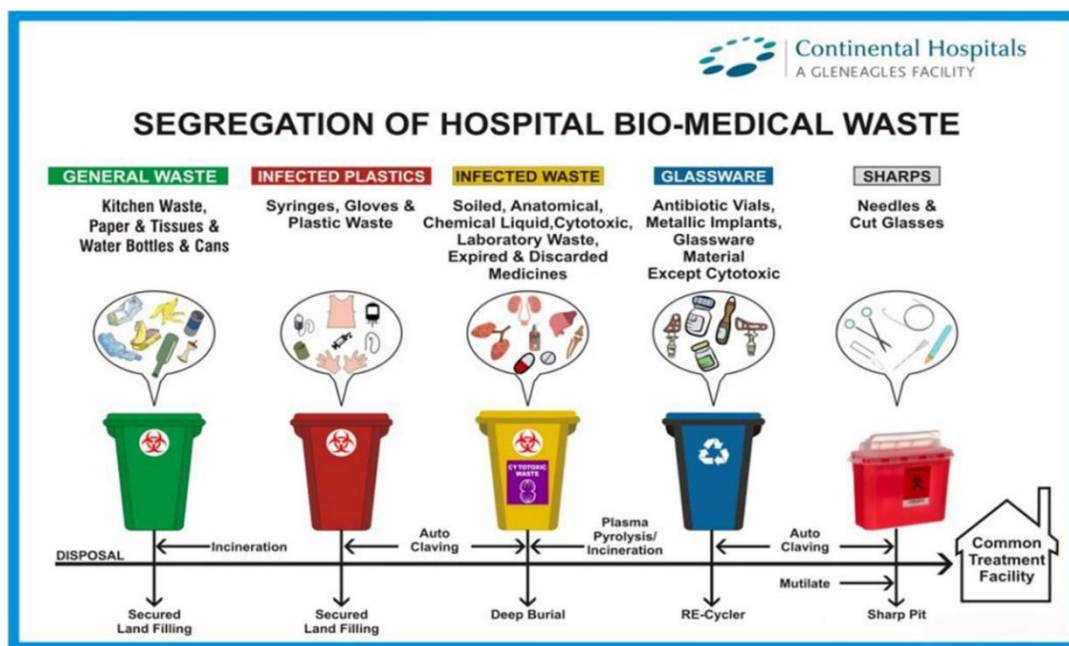 Continental Hospitals
A GLENEAGLES FACILITY
SEGREGATION OF HOSPITAL BIO-MEDICAL WASTE
GENERAL WASTE
Kitchen Waste,
Paper & Tissues &
Water Bottles & Cans
INFECTED PLASTICS
Syringes, Gloves &
Plastic Waste
INFECTED WASTE
Soiled, Anatomical,
Chemical Liquid,Cytotoxic,
Laboratory Waste,
Expired & Discarded
Medicines
GLASSWARE
Antibiotic Vials,
Metallic Implants,
Glassware
Material
Except Cytotoxic
SHARPS
Needles &
Cut Glasses
CYTOTOXIC
WASTE
DISPOSAL
Incineration
Auto
Claving
Plasma
Pyrolysis/
Incineration
Auto
Claving
Mutilate
Common
Treatment
Facility
Secured
Land Filling
Secured
Land Filling
Deep Burial
RE-Cycler
Sharp Pit